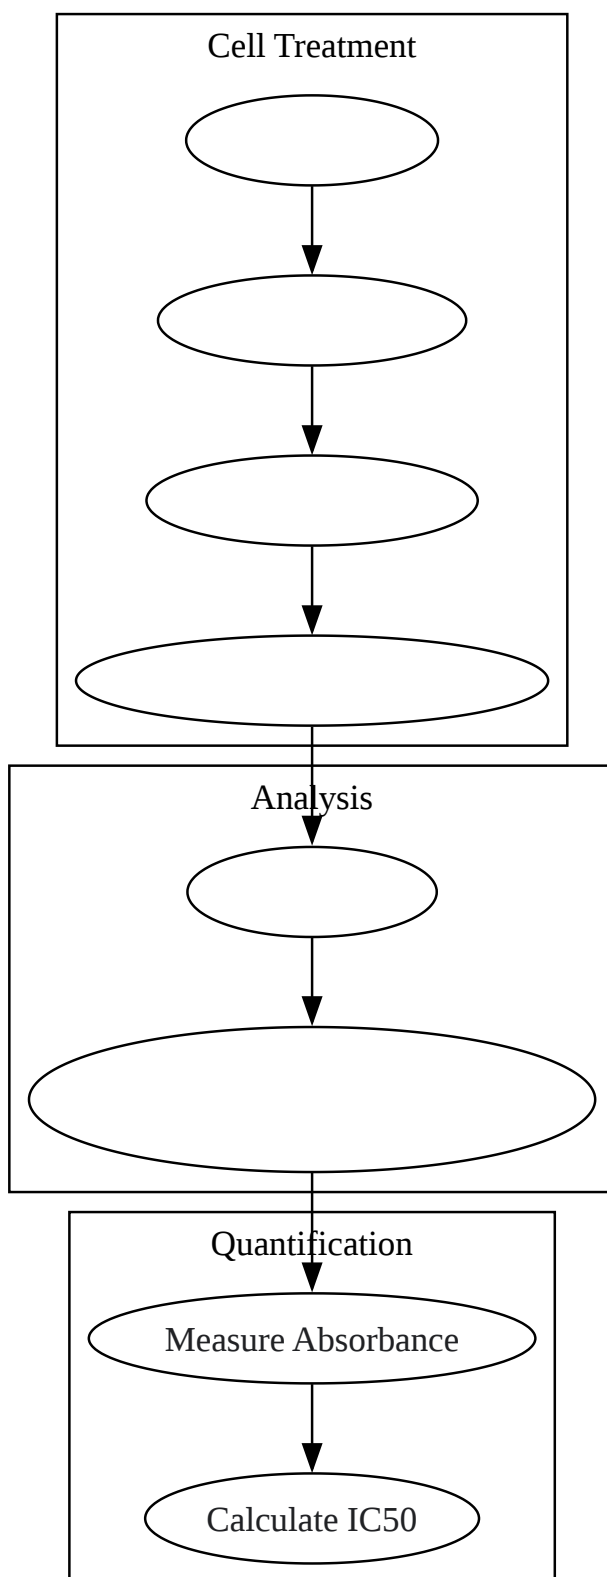 Cell Treatment
Analysis
Quantification
Measure Absorbance
Calculate IC50